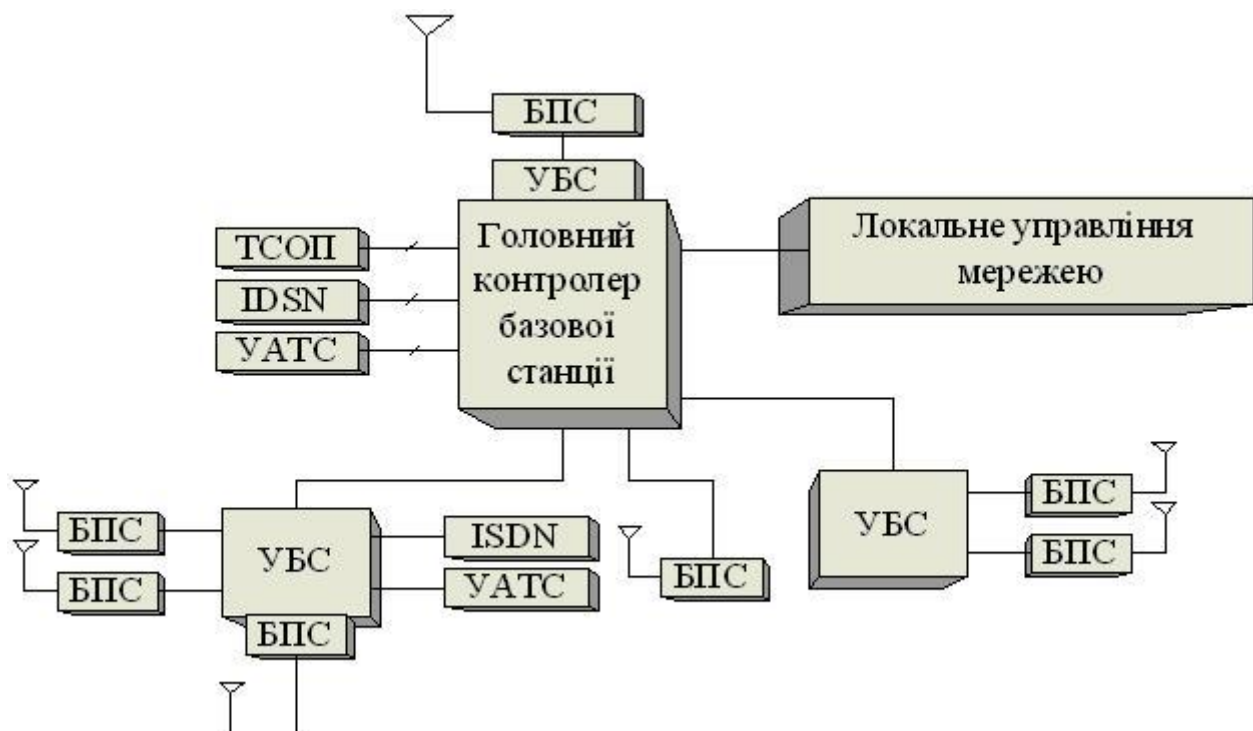 БПС
УБС
ТСОП
IDSN
УАТС
Головний
контролер
базової
станції
Локальне управління
мережею
БПС
БПС
УБС
БПС
ISDN
УАТС
БПС
УБС
БПС
БПС